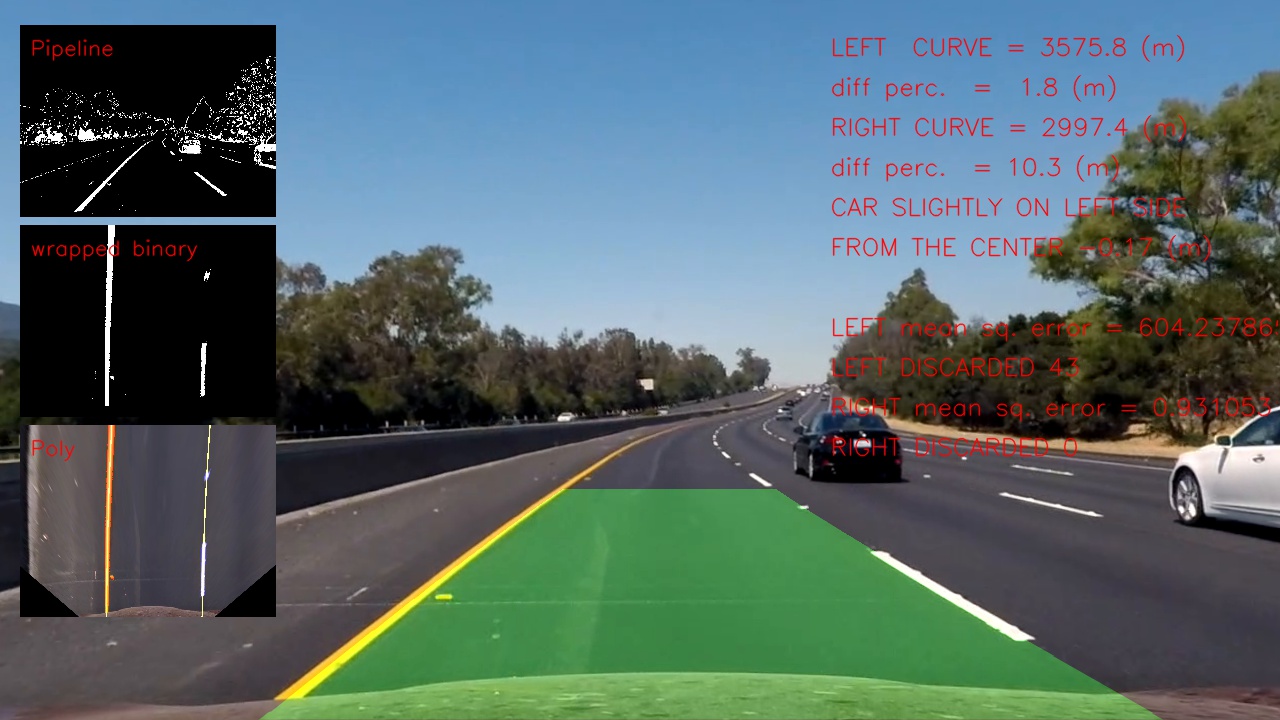 Pipeline
wrapped binary
Poly
LEFT CURVE = 3575.8 (m)
diff perc. = 1.8 (m)
RIGHT CURVE = 2997.4 (m)
diff perc. = 10.3 (m)
CAR SLIGHTLY ON LEFT SIDE
FROM THE CENTER -0.17 (m)
LEFT mean sq. error = 604.23786
LEFT DISCARDED 43
RIGHT mean sq. error = 0.931053
RIGHT DISCARDED 0